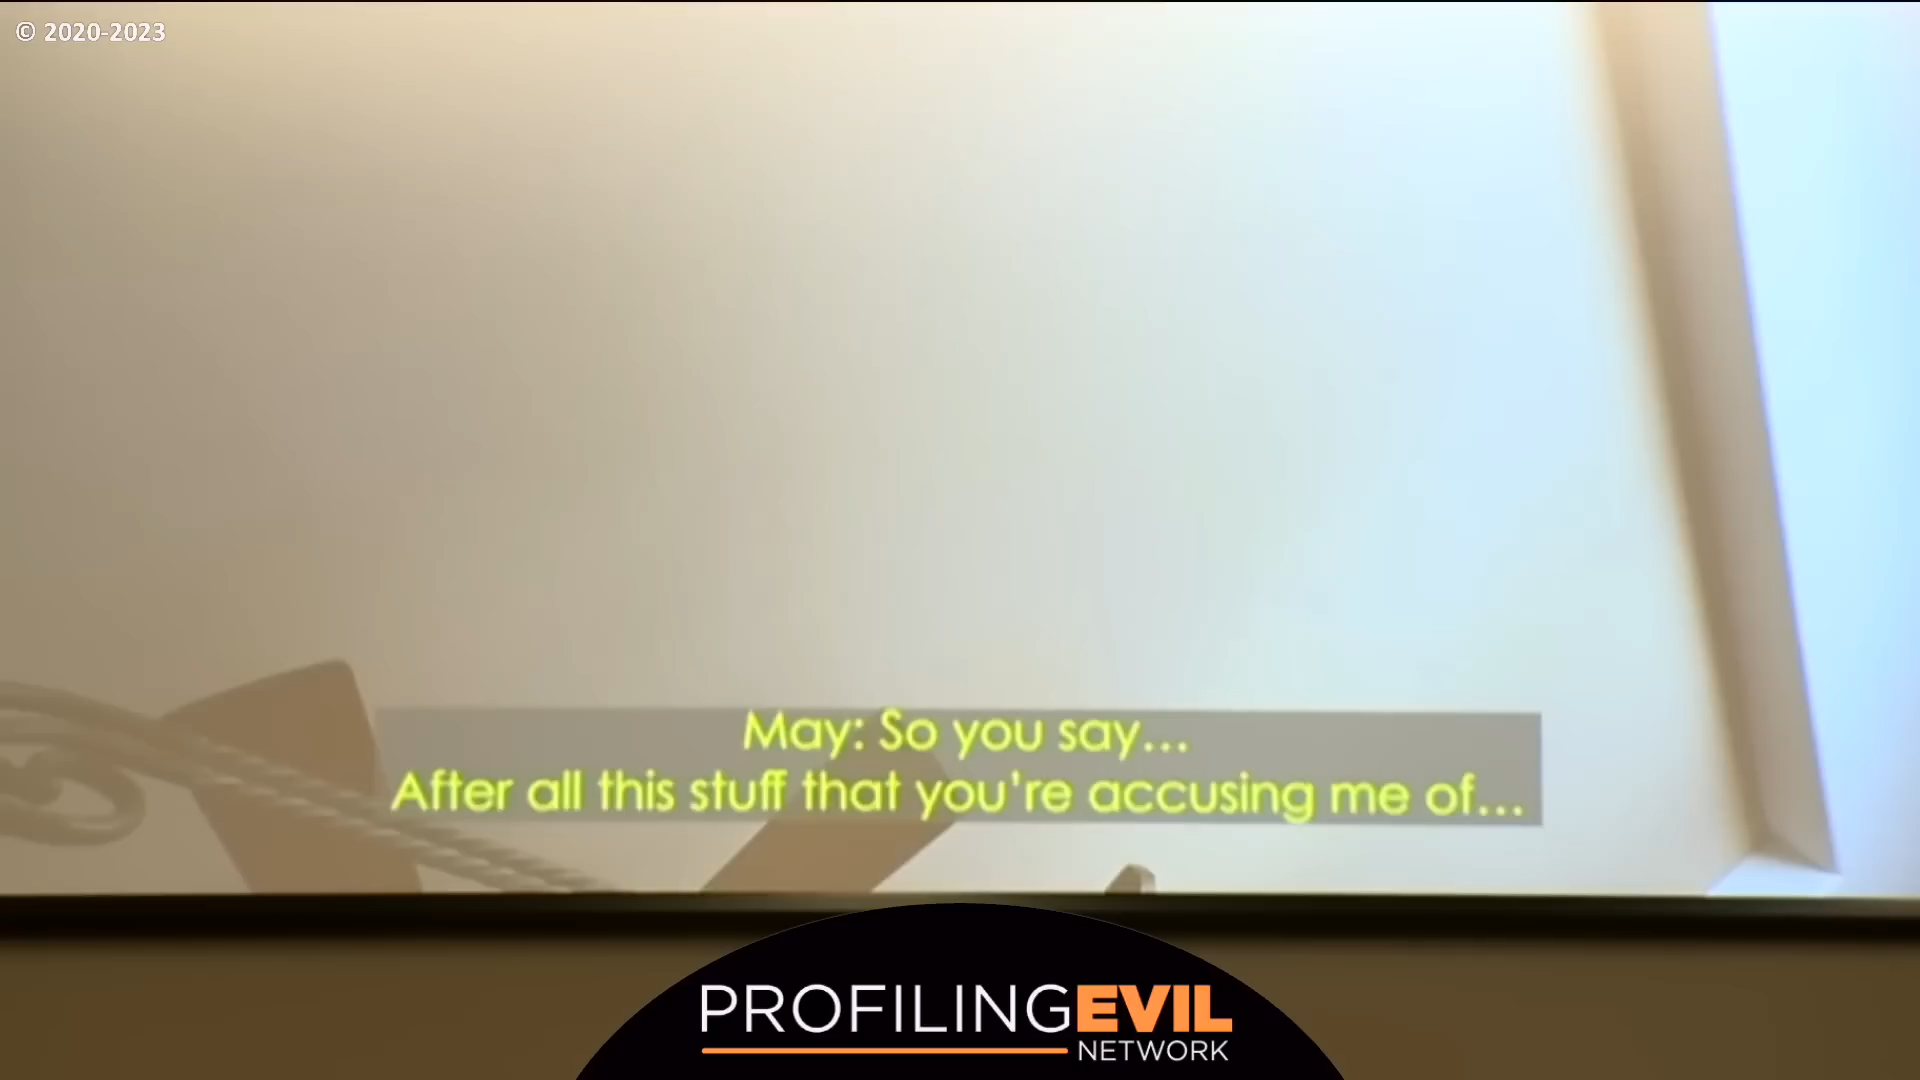 © 2020-2023
May: So you say...
After all this stuff that you're accusing me of...
PROFILINGEVIL
NETWORK